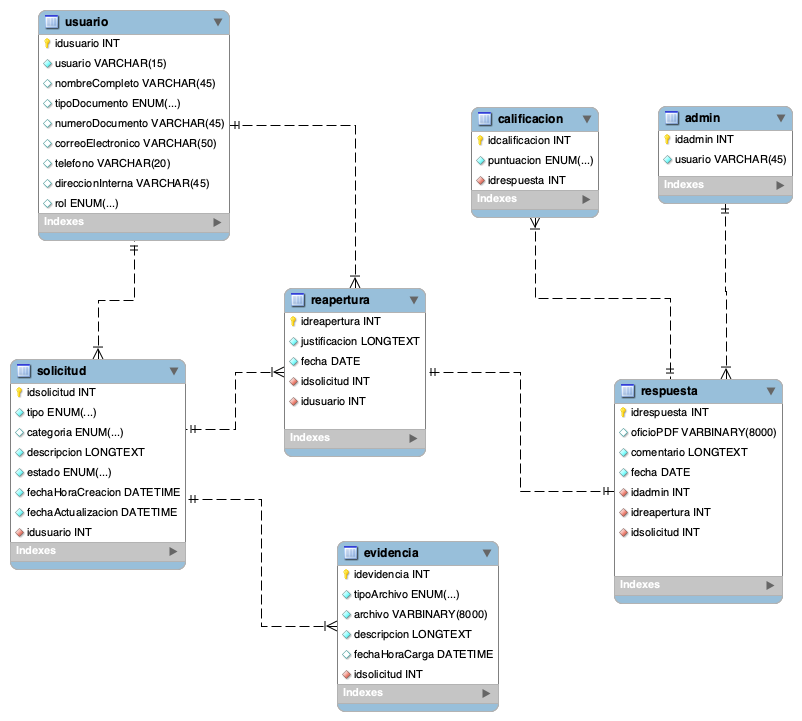 usuario
idusuario INT
usuario VARCHAR(15)
nombreCompleto VARCHAR(45)
tipoDocumento ENUM(...)
numeroDocumento VARCHAR(45)
correoElectronico VARCHAR(50)
telefono VARCHAR(20)
direccionInterna VARCHAR(45)
rol ENUM(...)
Indexes
calificacion
idcalificacion INT
puntuacion ENUM(...)
idrespuesta INT
Indexes
admin
idadmin INT
usuario VARCHAR(45)
Indexes
reapertura
idreapertura INT
justificacion LONGTEXT
fecha DATE
idsolicitud INT
idusuario INT
Indexes
solicitud
idsolicitud INT
tipo ENUM(...)
categoria ENUM(...)
descripcion LONGTEXT
estado ENUM(...)
fechaHoraCreacion DATETIME
fechaActualizacion DATETIME
idusuario INT
Indexes
respuesta
idrespuesta INT
oficioPDF VARBINARY(8000)
comentario LONGTEXT
fecha DATE
idadmin INT
idreapertura INT
idsolicitud INT
Indexes
evidencia
idevidencia INT
tipoArchivo ENUM(...)
archivo VARBINARY(8000)
descripcion LONGTEXT
fechaHoraCarga DATETIME
idsolicitud INT
Indexes